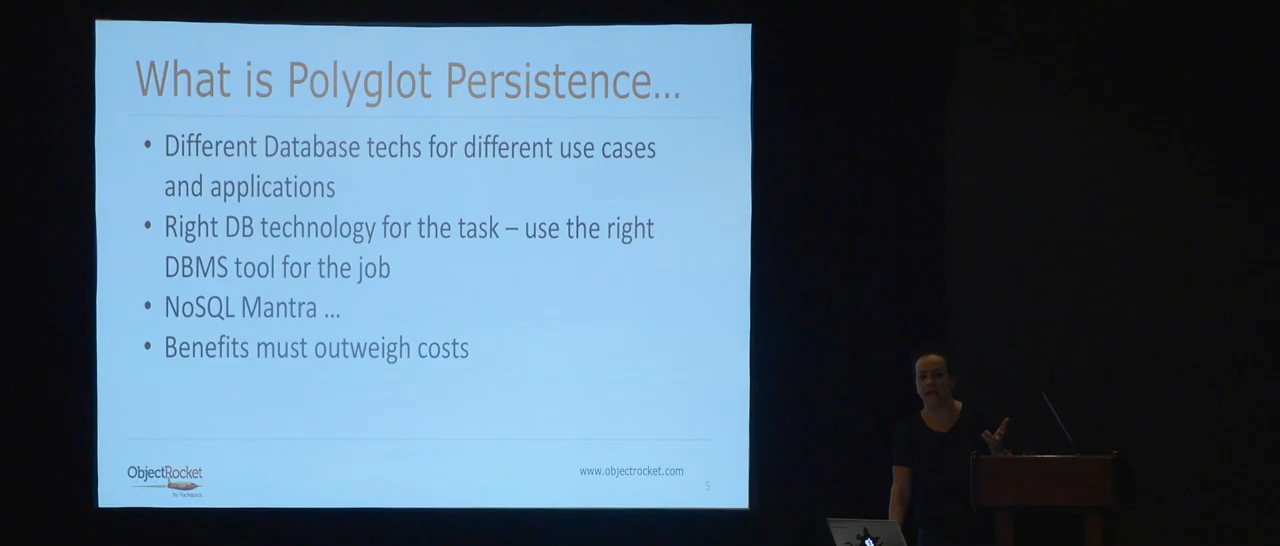 What is Polyglot Persistence...
• Different Database techs for different use cases
and applications
• Right DB technology for the task – use the right
DBMS tool for the job
• NoSQL Mantra ...
• Benefits must outweigh costs
ObjectRocket
by Rackspace
www.objectrocket.com
5